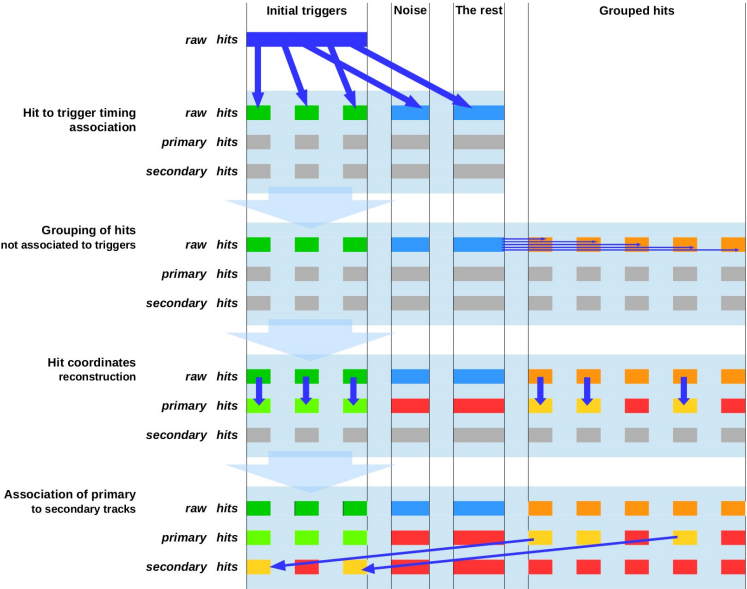 Initial triggers Noise The rest Grouped hits
raw hits
Hit to trigger timing raw hits
association
primary hits
secondary hits
Grouping of hits
not associated to triggers raw hits
primary hits
secondary hits
Hit coordinates
reconstruction raw hits
primary hits
secondary hits
Association of primary
to secondary tracks raw hits
primary hits
secondary hits